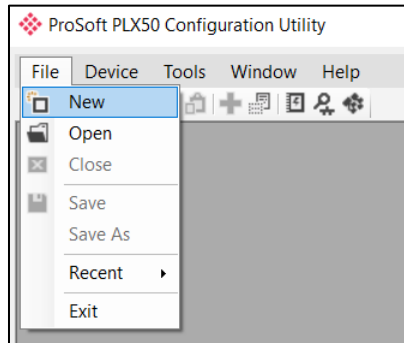 ProSoft PLX50 Configuration Utility
File Device Tools Window Help
New
Open
Close
Save
Save As
Recent
Exit